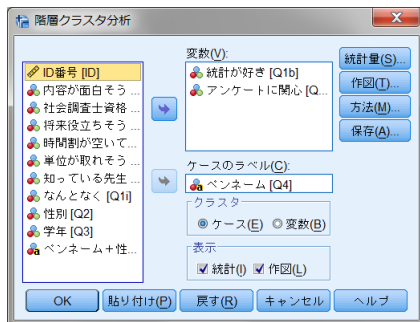 階層クラスタ分析
ID番号 [ID]
内容が面白そう ...
社会調査士資格 ...
将来役立ちそう ...
時間割が空いて...
単位が取れそう ...
知っている先生 ...
なんとなく [Q1i]
性別 [Q2]
学年 [Q3]
ペンネーム+性...
変数(V):
統計が好き [Q1b]
アンケートに関心 [Q...
ケースのラベル(C):
ペンネーム [Q4]
クラスタ
ケース(E) 変数(B)
表示
統計(I) 作図(L)
統計量(S)...
作図(T)...
方法(M)...
保存(A)...
OK 貼り付け(P) 戻す(R) キャンセル ヘルプ